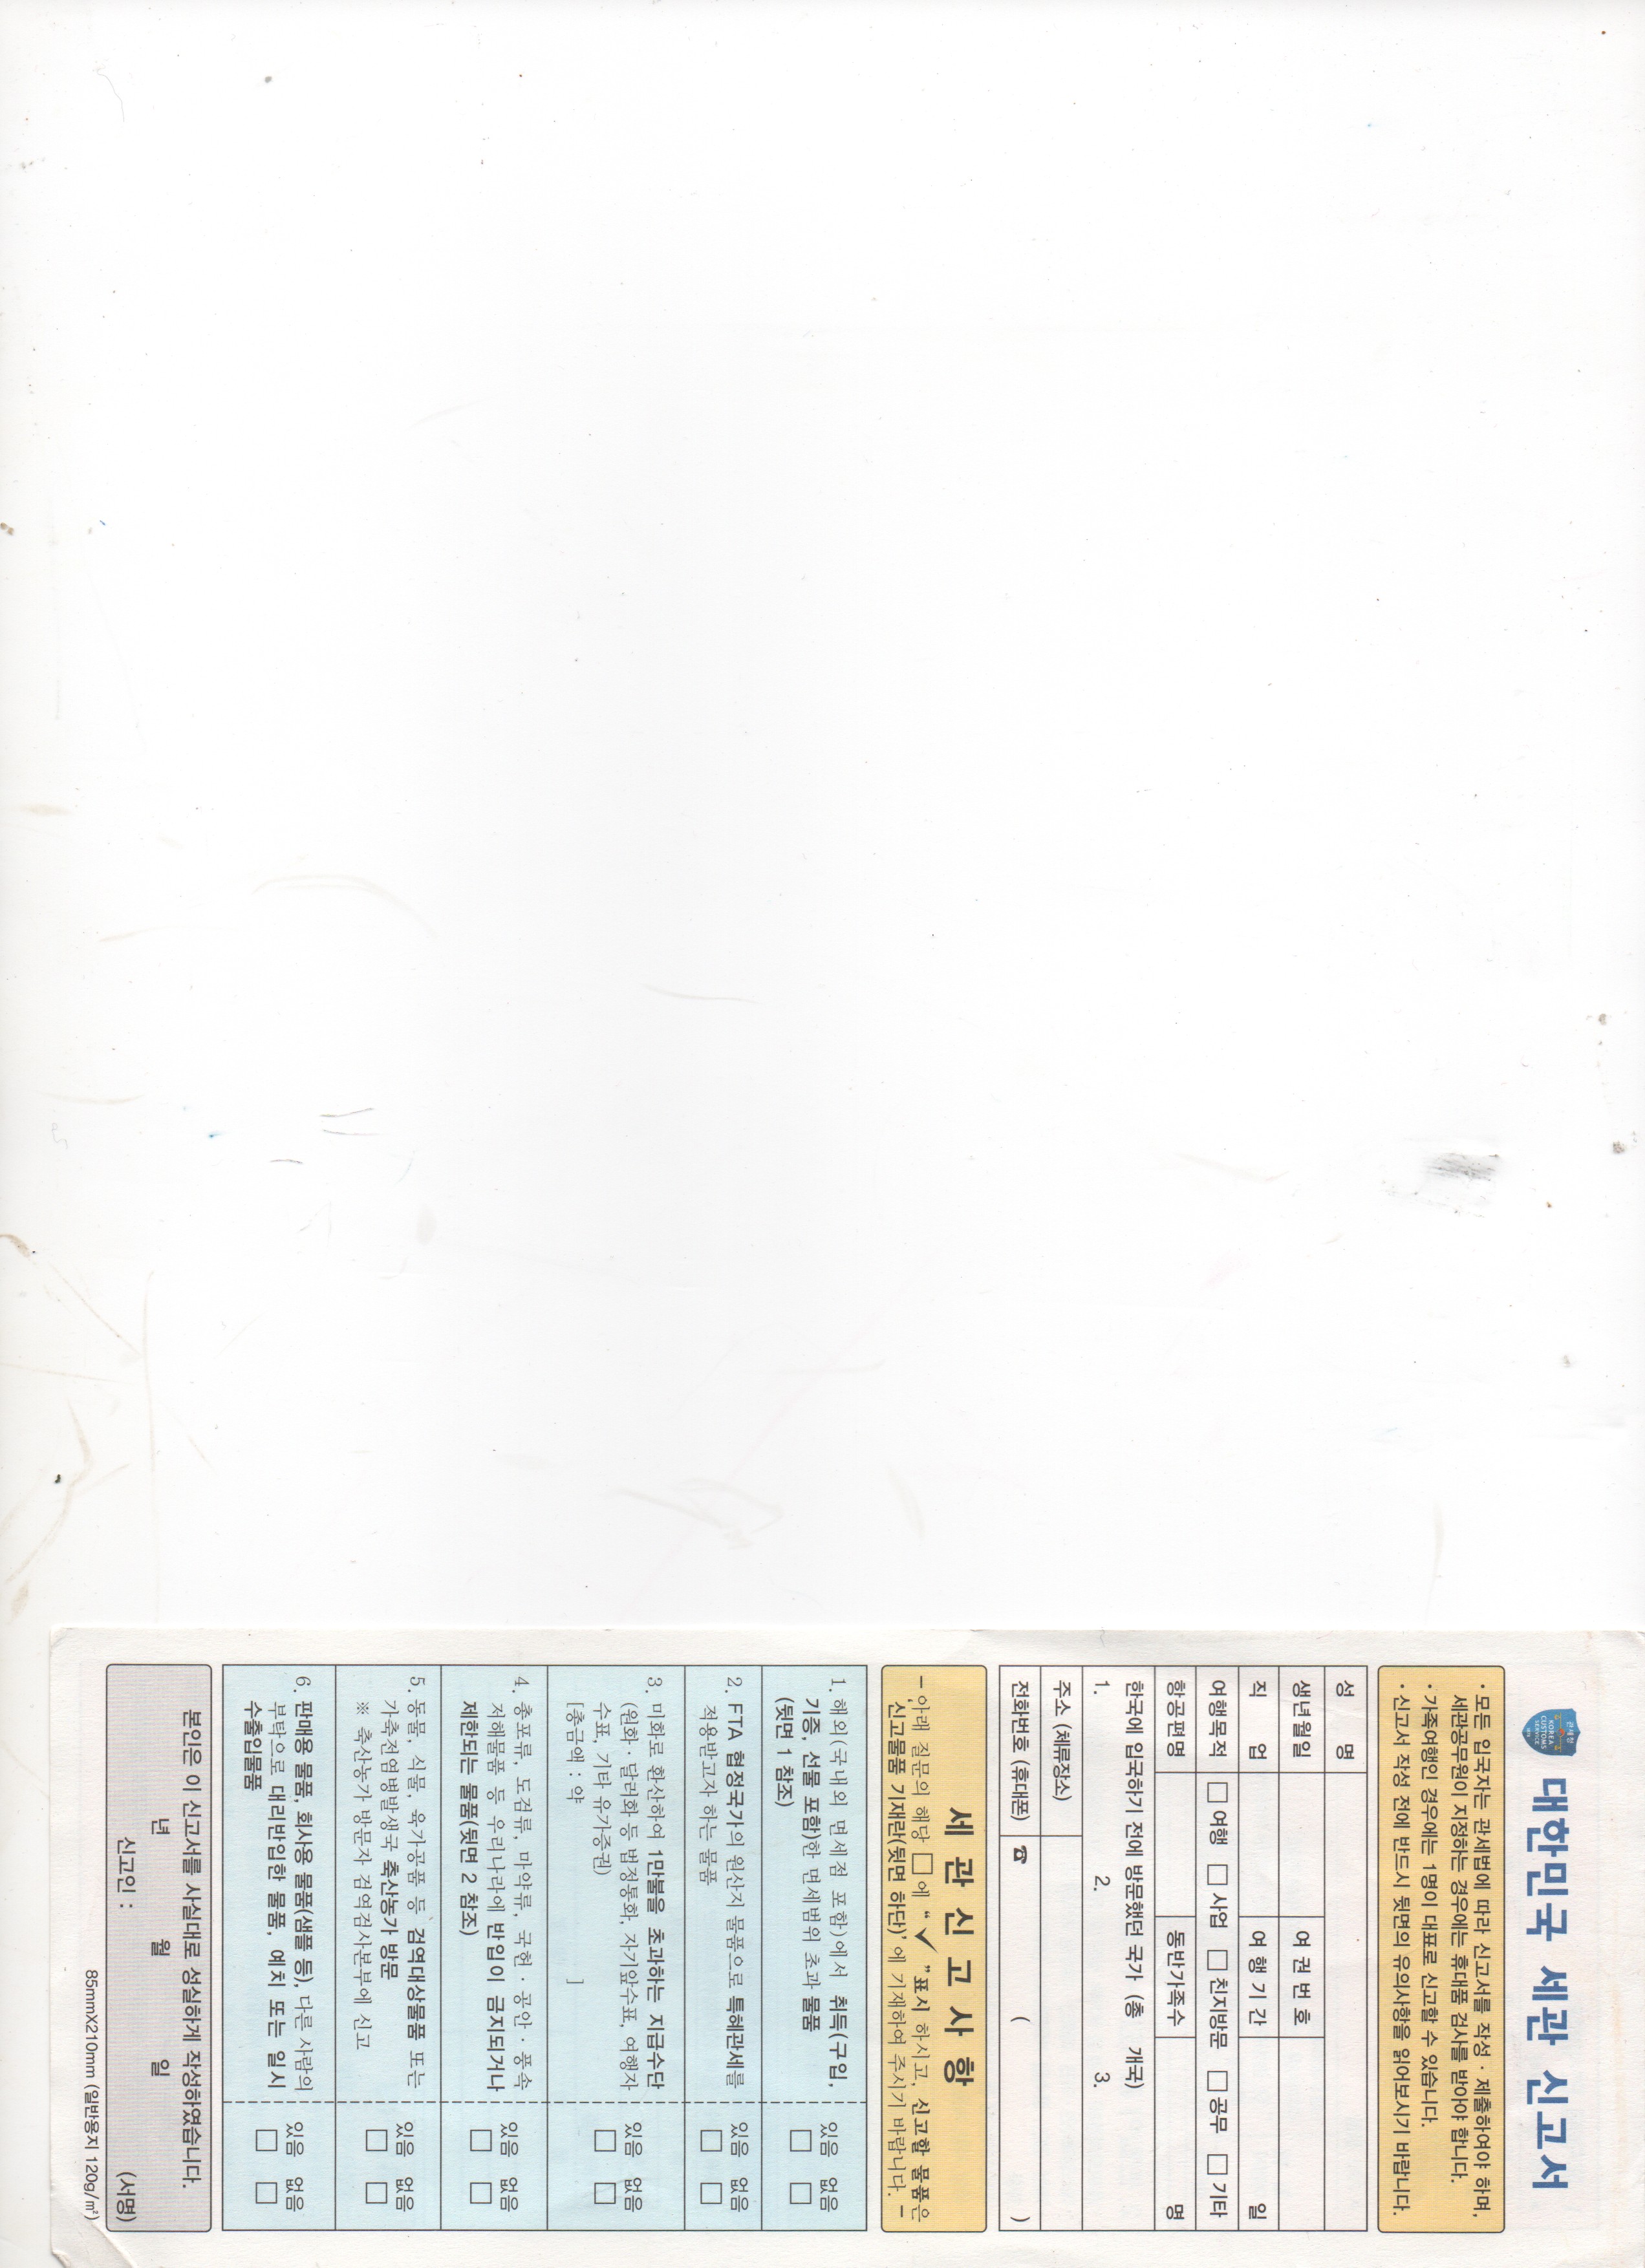 관세청
KOREA
CUSTOMS
SERVICE
대한민국 세관 신고서
· 모든 입국자는 관세법에 따라 신고서를 작성 · 제출하여야 하며,
세관공무원이 지정하는 경우에는 휴대품 검사를 받아야 합니다.
· 가족여행인 경우에는 1명이 대표로 신고할 수 있습니다.
· 신고서 작성 전에 반드시 뒷면의 유의사항을 읽어보시기 바랍니다.
성 명
생년월일 여 권 번 호
직 업 여 행 기 간 일
여행목적 □ 여행 □ 사업 □ 친지방문 □ 공무 □ 기타
항공편명 동반가족수 명
한국에 입국하기 전에 방문했던 국가 (총 개국)
1. 2. 3.
주소 (체류장소)
전화번호 (휴대폰) ☎ ( )
세 관 신 고 사 항
- 아래 질문의 해당 □에 "✓" 표시 하시고, 신고할 물품은
'신고물품 기재란(뒷면 하단)' 에 기재하여 주시기 바랍니다. -
1. 해외(국내외 면세점 포함)에서 취득(구입, 있음 없음
기증, 선물 포함)한 면세범위 초과 물품 □ □
(뒷면 1 참조)
2. FTA 협정국가의 원산지 물품으로 특혜관세를 있음 없음
적용받고자 하는 물품 □ □
3. 미화로 환산하여 1만불을 초과하는 지급수단 있음 없음
(원화 · 달러화 등 법정통화, 자기앞수표, 여행자 □ □
수표, 기타 유가증권)
[총금액 : 약 ]
4. 총포류, 도검류, 마약류, 국헌 · 공안 · 풍속 있음 없음
저해물품 등 우리나라에 반입이 금지되거나 □ □
제한되는 물품(뒷면 2 참조)
5. 동물, 식물, 육가공품 등 검역대상물품 또는 있음 없음
가축전염병발생국 축산농가 방문 □ □
※ 축산농가 방문자 검역검사본부에 신고
6. 판매용 물품, 회사용 물품(샘플 등), 다른 사람의 있음 없음
부탁으로 대리반입한 물품, 예치 또는 일시 □ □
수출입물품
본인은 이 신고서를 사실대로 성실하게 작성하였습니다.
년 월 일
신고인 : (서명)
85mmX210mm (일반용지 120g/㎡)